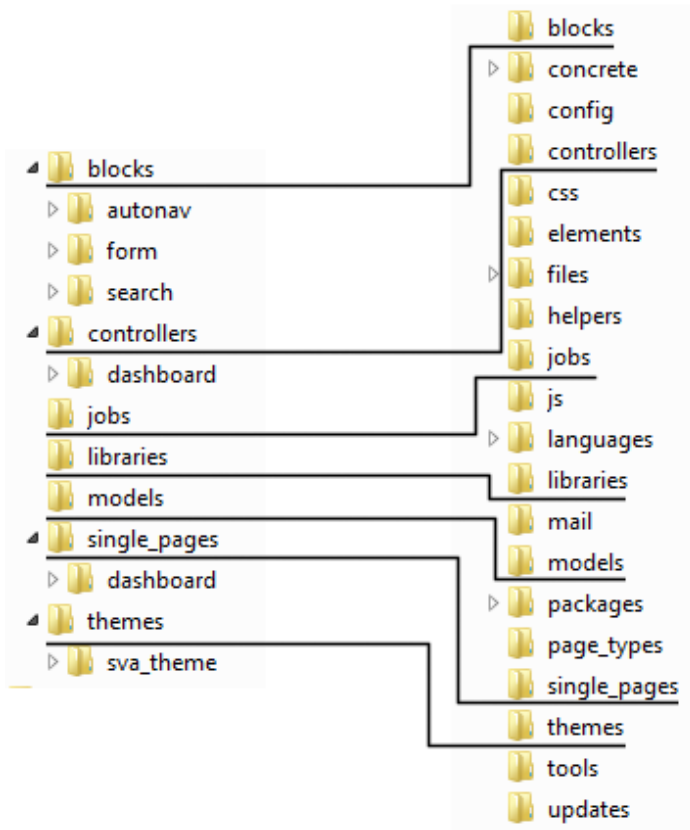 blocks
autonav
form
search
controllers
dashboard
jobs
libraries
models
single_pages
dashboard
themes
sva_theme
blocks
concrete
config
controllers
css
elements
files
helpers
jobs
js
languages
libraries
mail
models
packages
page_types
single_pages
themes
tools
updates